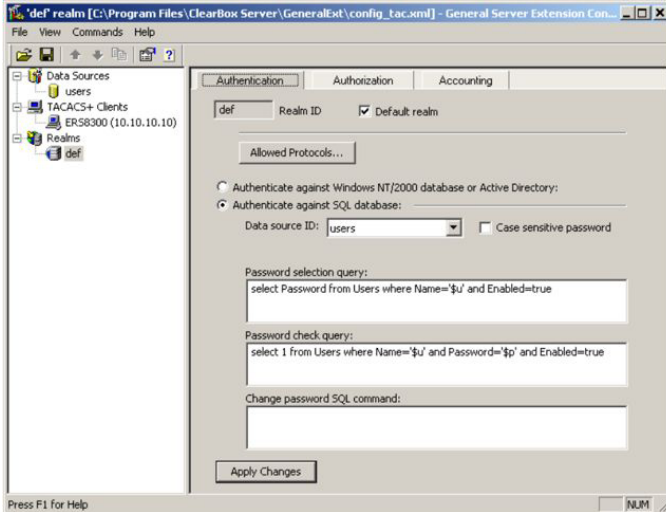 'def' realm [C:\Program Files\ClearBox Server\GeneralExt\config_tac.xml] - General Server Extension Con...
File View Commands Help
Data Sources
users
TACACS+ Clients
ERS8300 (10.10.10.10)
Realms
def
Authentication Authorization Accounting
def Realm ID Default realm
Allowed Protocols...
Authenticate against Windows NT/2000 database or Active Directory:
Authenticate against SQL database:
Data source ID: users Case sensitive password
Password selection query:
select Password from Users where Name='$u' and Enabled=true
Password check query:
select 1 from Users where Name='$u' and Password='$p' and Enabled=true
Change password SQL command:
Apply Changes
Press F1 for Help NUM